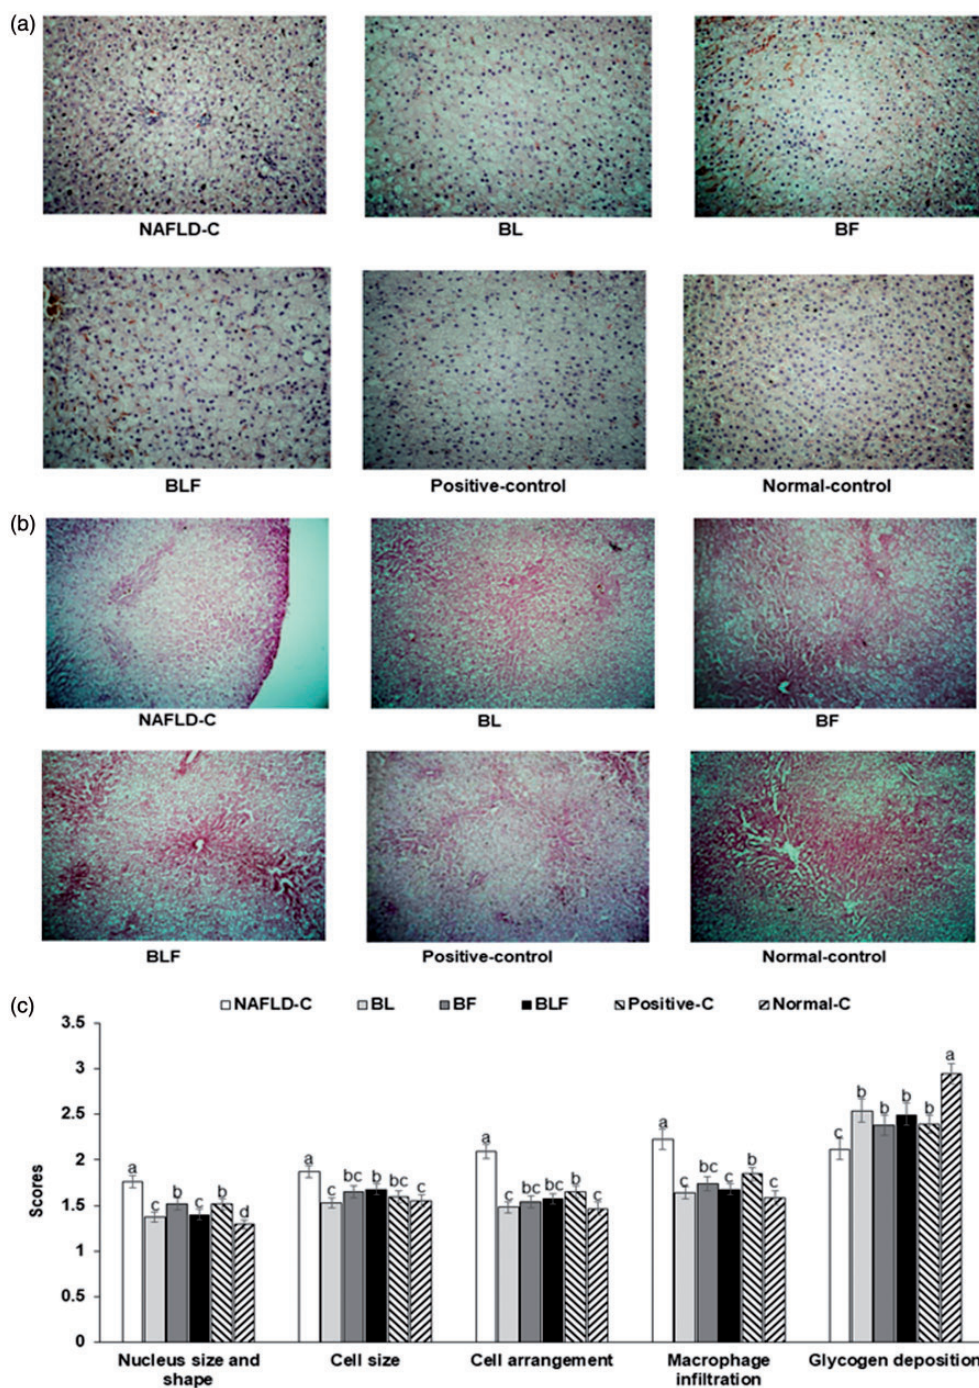 (a)
NAFLD-C BL BF
BLF Positive-control Normal-control
(b)
NAFLD-C BL BF
BLF Positive-control Normal-control
(c)
NAFLD-C BL BF BLF Positive-C Normal-C
3.5
3
2.5
2
1.5
1
0.5
0
Scores
a c b c b d
a c bc b bc c
a c bc bc b c
a c bc c b c
c b b b b a
Nucleus size and shape
Cell size
Cell arrangement
Macrophage infiltration
Glycogen deposition